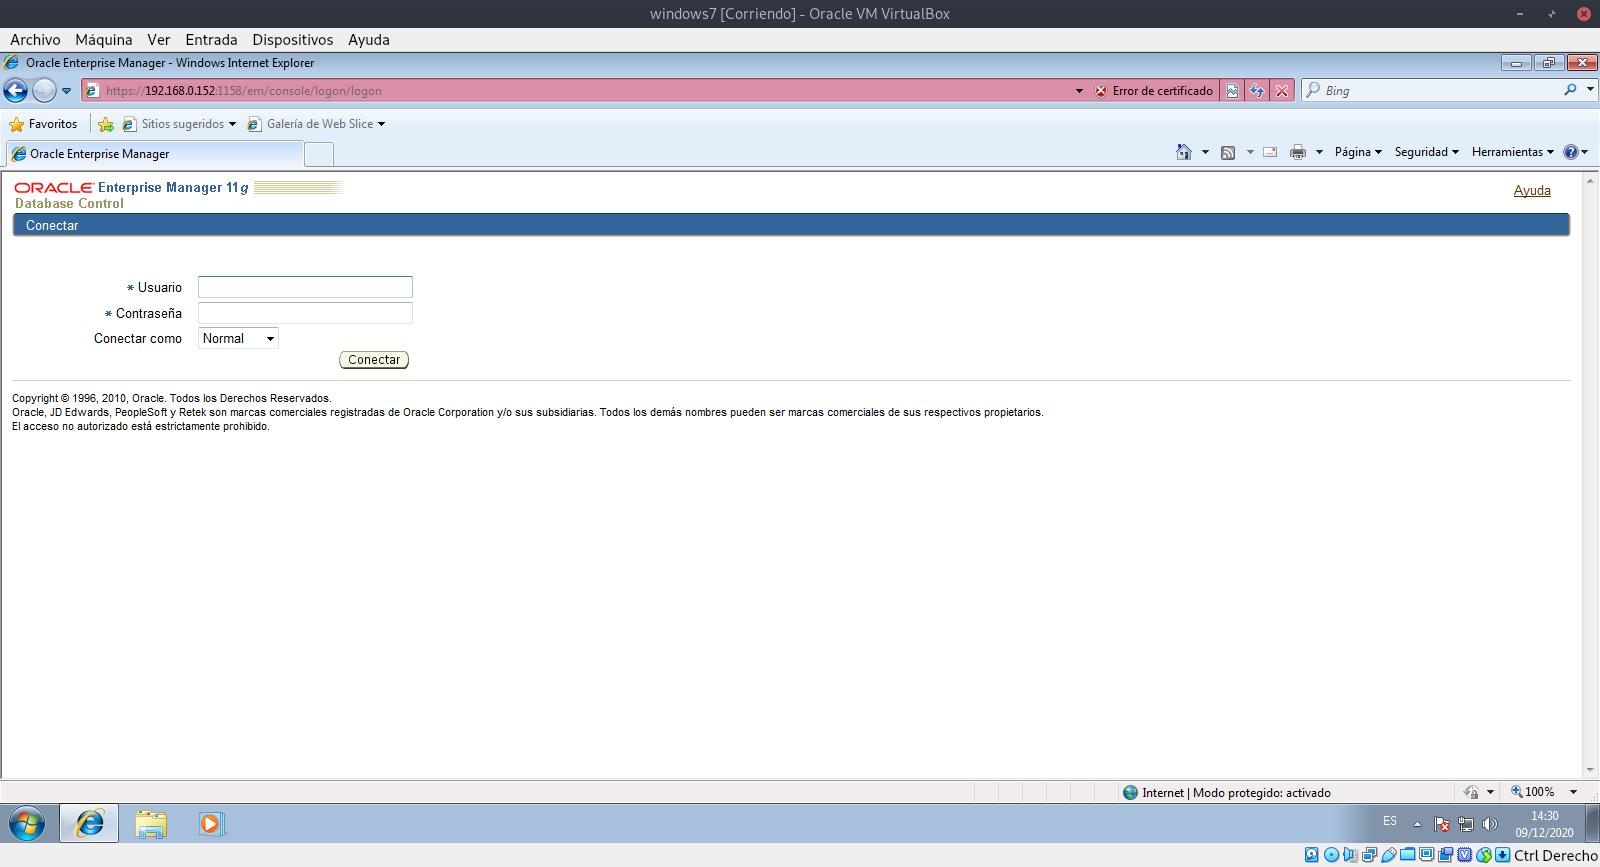 windows7 [Corriendo] - Oracle VM VirtualBox
Archivo Máquina Ver Entrada Dispositivos Ayuda
Oracle Enterprise Manager - Windows Internet Explorer
https://192.168.0.152:1158/em/console/logon/logon Error de certificado Bing
Favoritos Sitios sugeridos Galería de Web Slice
Oracle Enterprise Manager Página Seguridad Herramientas
ORACLE Enterprise Manager 11g
Database Control
Ayuda
Conectar
* Usuario
* Contraseña
Conectar como Normal
Conectar
Copyright © 1996, 2010, Oracle. Todos los Derechos Reservados.
Oracle, JD Edwards, PeopleSoft y Retek son marcas comerciales registradas de Oracle Corporation y/o sus subsidiarias. Todos los demás nombres pueden ser marcas comerciales de sus respectivos propietarios.
El acceso no autorizado está estrictamente prohibido.
Internet | Modo protegido: activado 100%
ES 14:30
09/12/2020
Ctrl Derecho